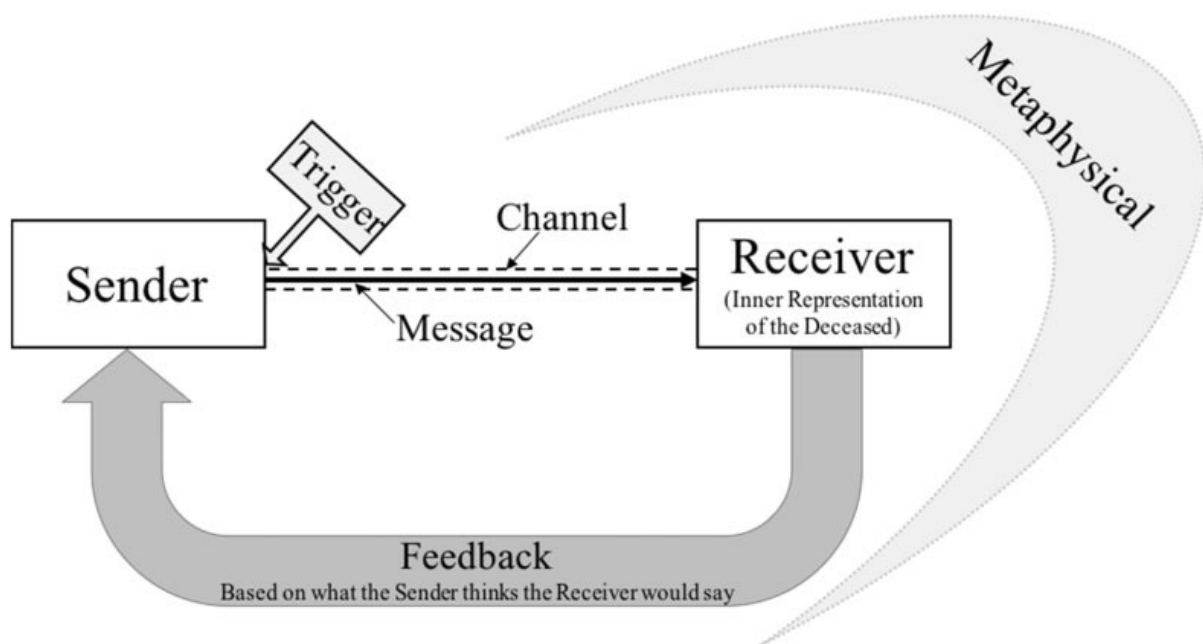 Metaphysical
Trigger
Channel
Sender
Receiver
(Inner Representation
of the Deceased)
Message
Feedback
Based on what the Sender thinks the Receiver would say